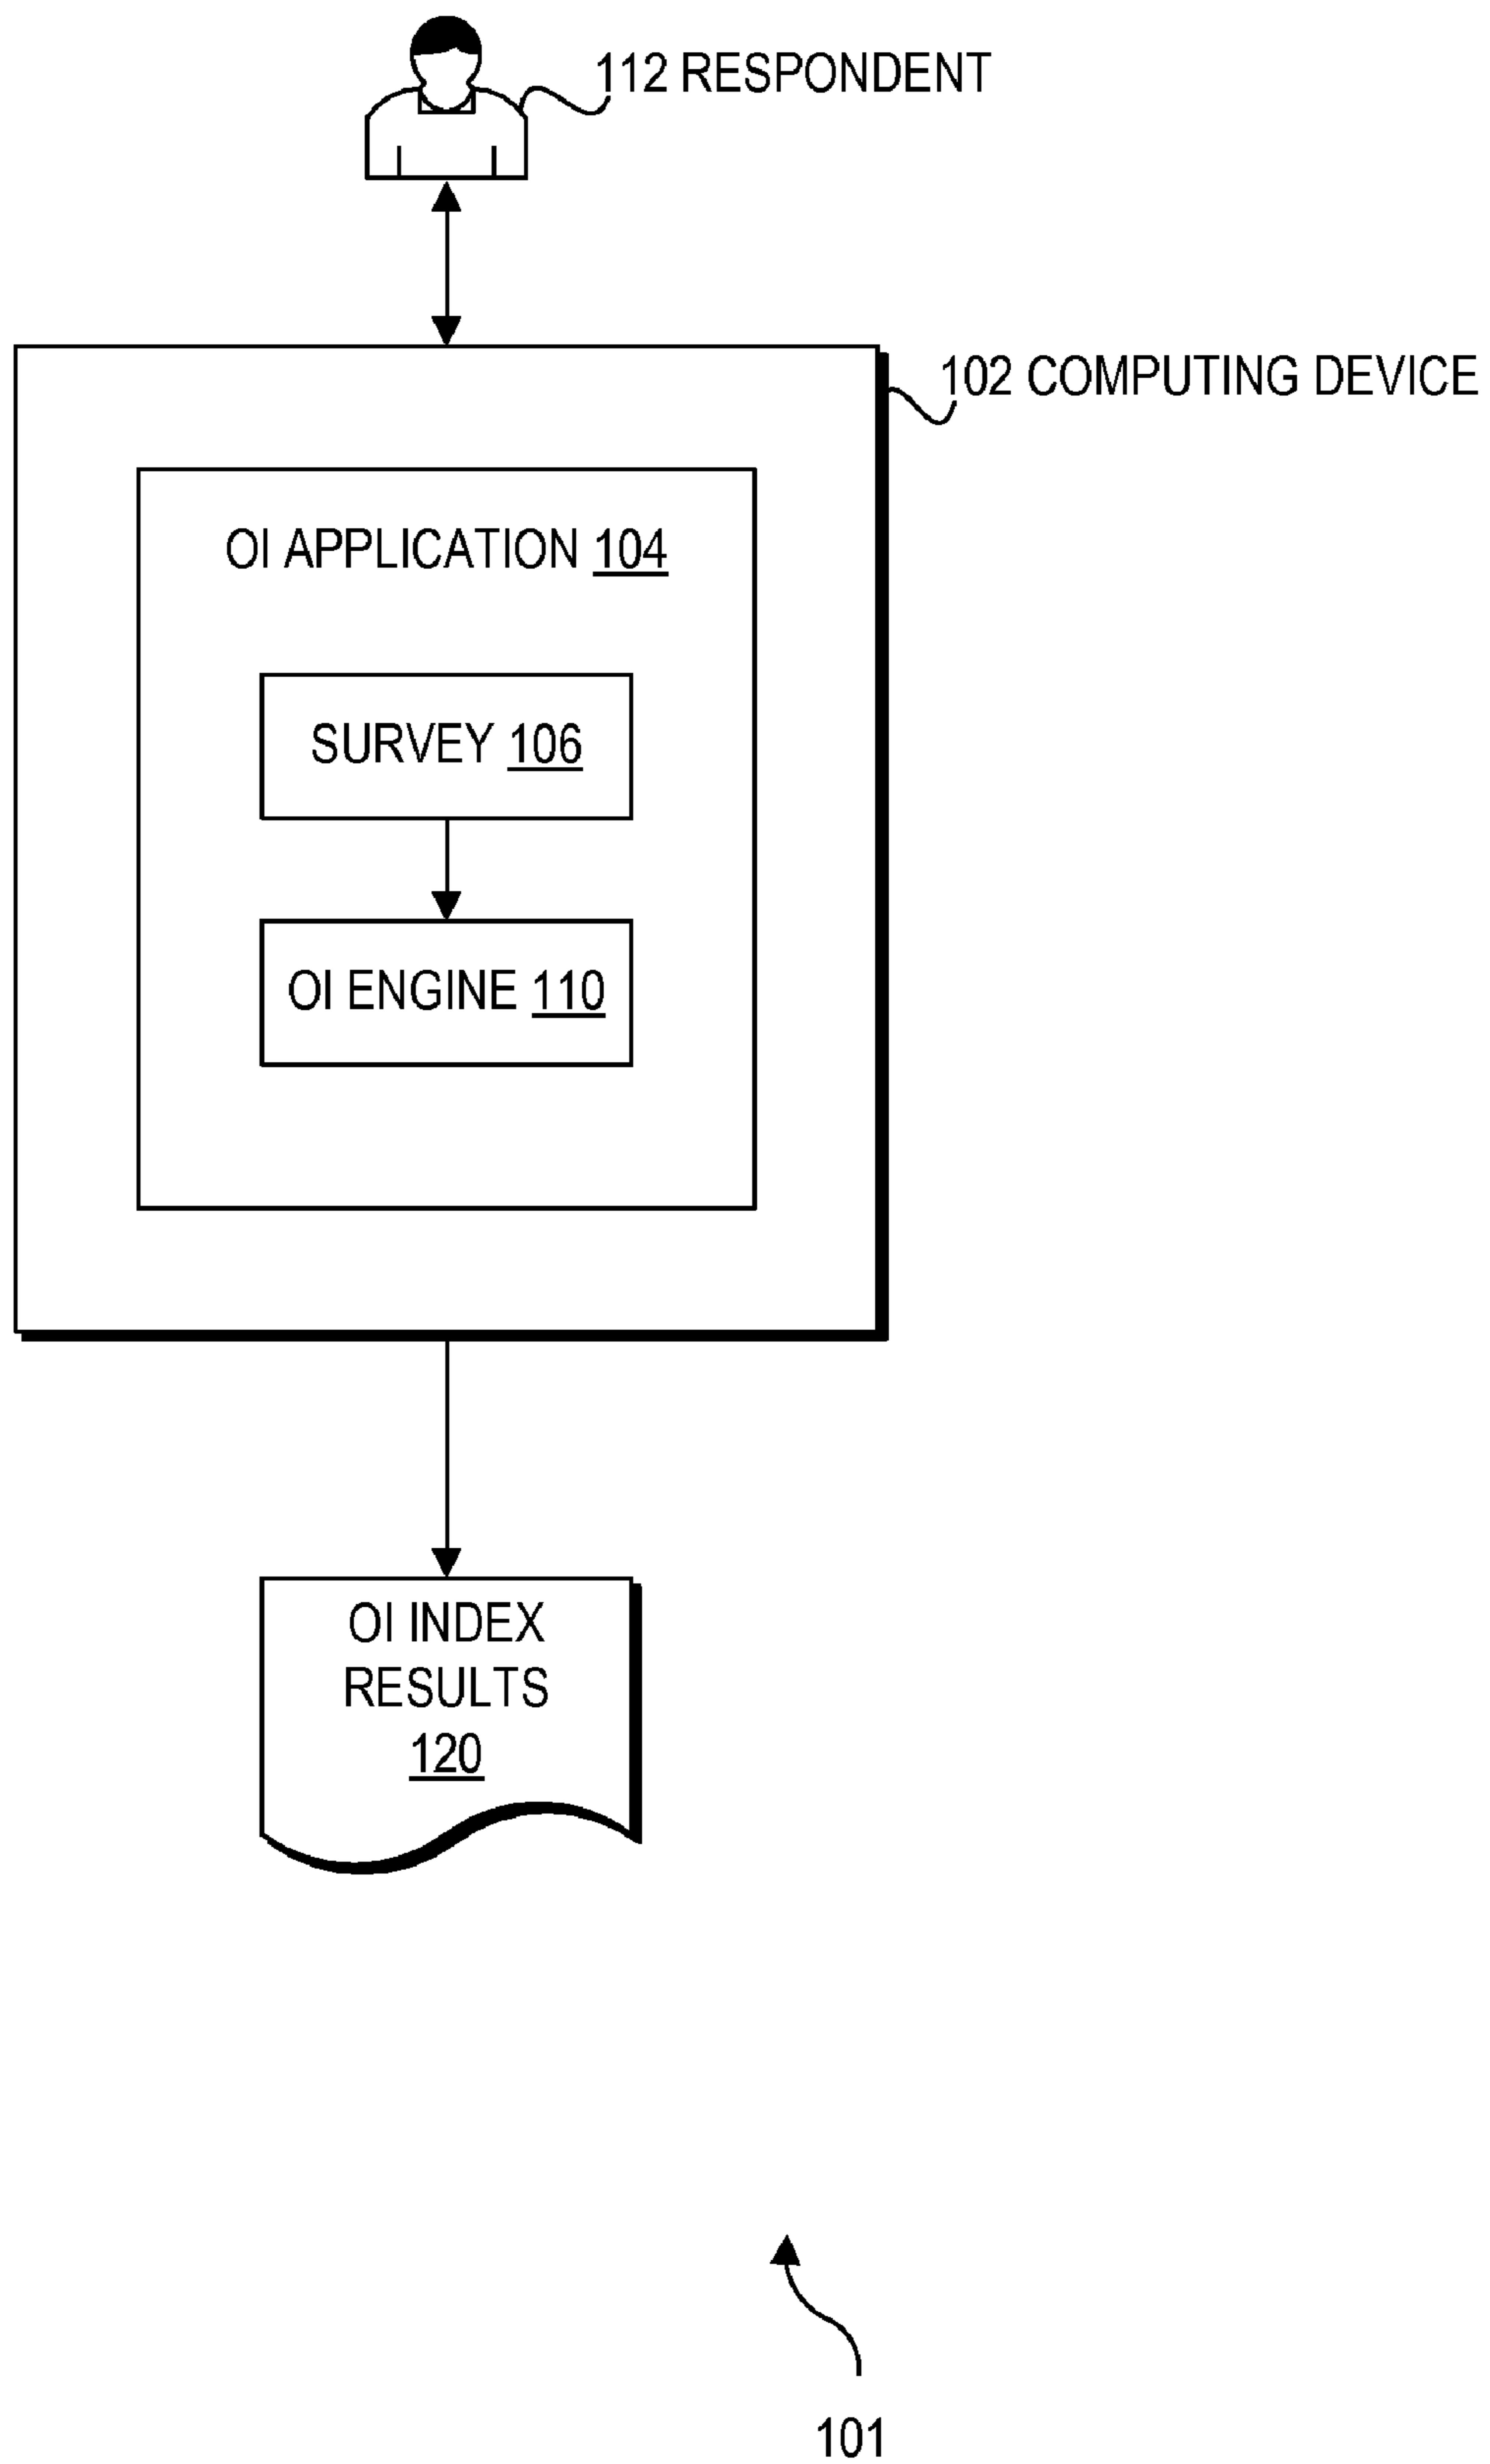 112 RESPONDENT
102 COMPUTING DEVICE
OI APPLICATION 104
SURVEY 106
OI ENGINE 110
OI INDEX
RESULTS
120
101